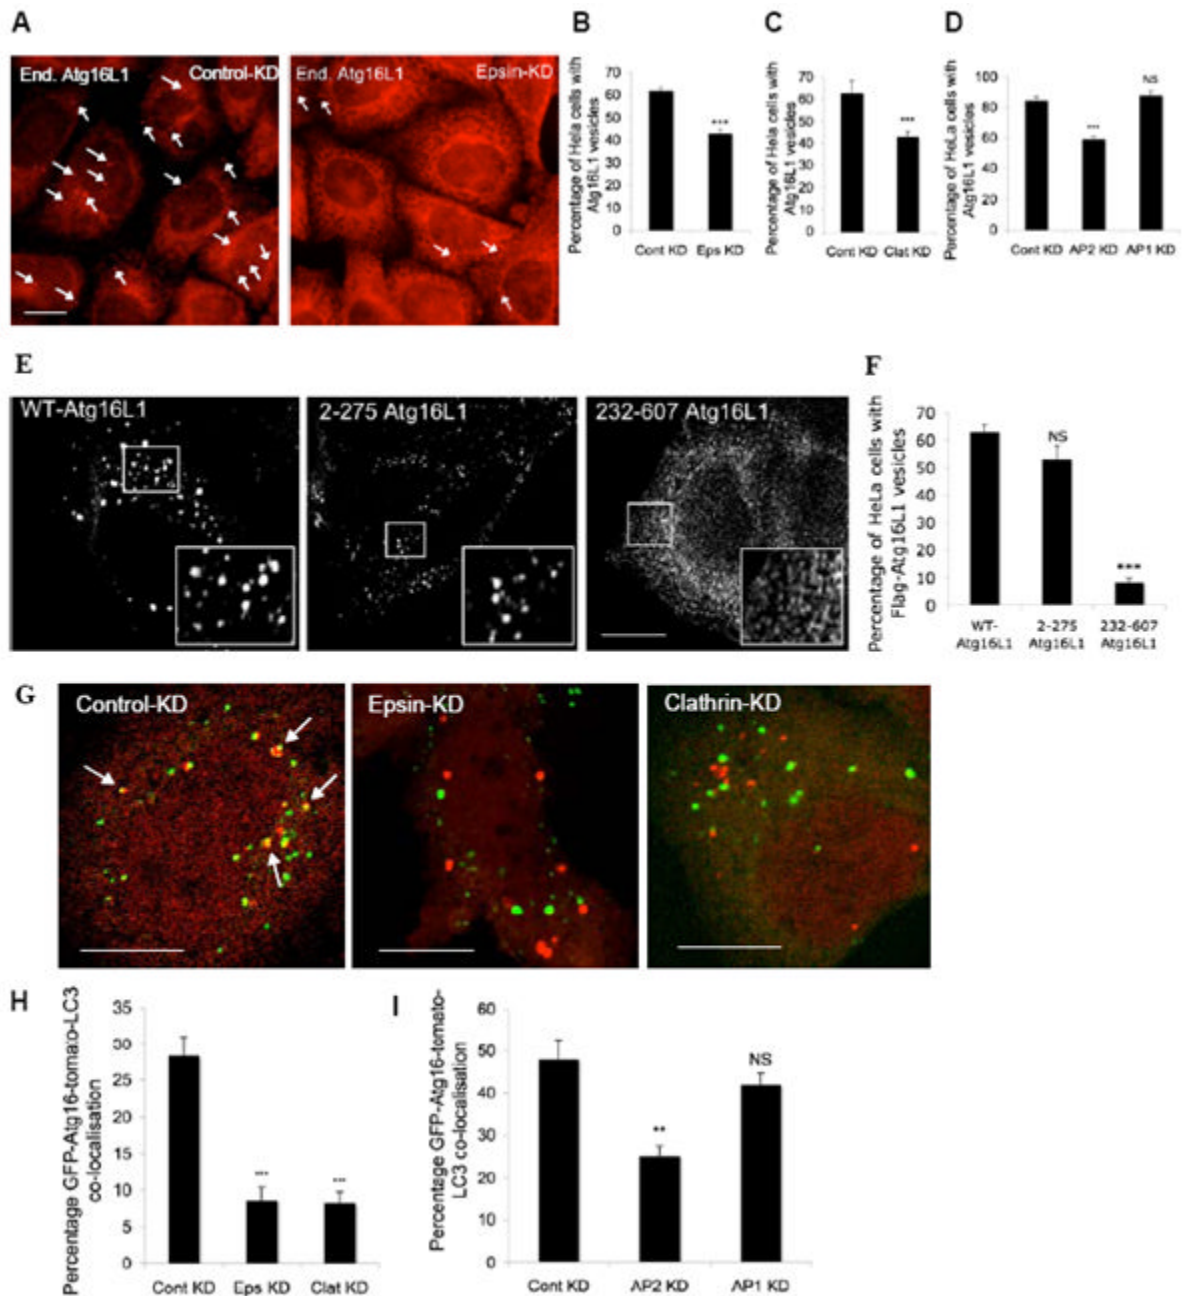 A
B
C
D
End. Atg16L1
Control-KD
End. Atg16L1
Epsin-KD
Percentage of Hela cells with
Atg16L1 vesicles
70
60
50
40
30
20
10
0
***
Cont KD
Eps KD
Percentage of Hela cells with
Atg16L1 vesicles
70
60
50
40
30
20
10
0
***
Cont KD
Clat KD
Percentage of HeLa cells with
Atg16L1 vesicles
100
80
60
40
20
0
***
NS
Cont KD
AP2 KD
AP1 KD
E
F
WT-Atg16L1
2-275 Atg16L1
232-607 Atg16L1
Percentage of HeLa cells with
Flag-Atg16L1 vesicles
70
60
50
40
30
20
10
0
NS
***
WT-
Atg16L1
2-275
Atg16L1
232-607
Atg16L1
G
Control-KD
Epsin-KD
Clathrin-KD
H
Percentage GFP-Atg16-tomato-LC3
co-localisation
35
30
25
20
15
10
5
0
***
***
Cont KD
Eps KD
Clat KD
I
Percentage GFP-Atg16-tomato-
LC3 co-localisation
60
50
40
30
20
10
0
**
NS
Cont KD
AP2 KD
AP1 KD